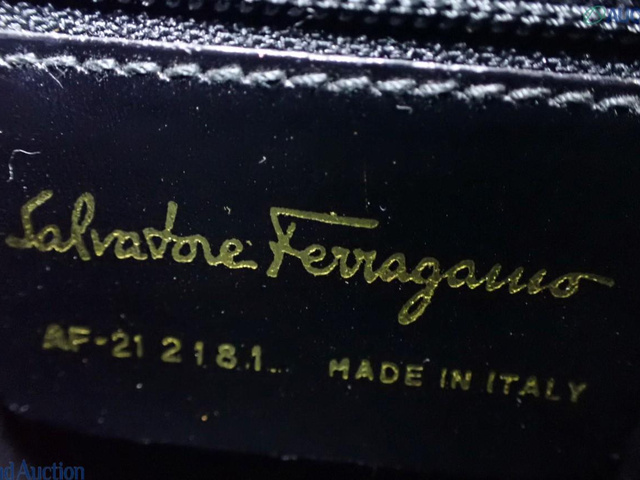 Salvatore Ferragamo
AF-21 2181 MADE IN ITALY
Auction